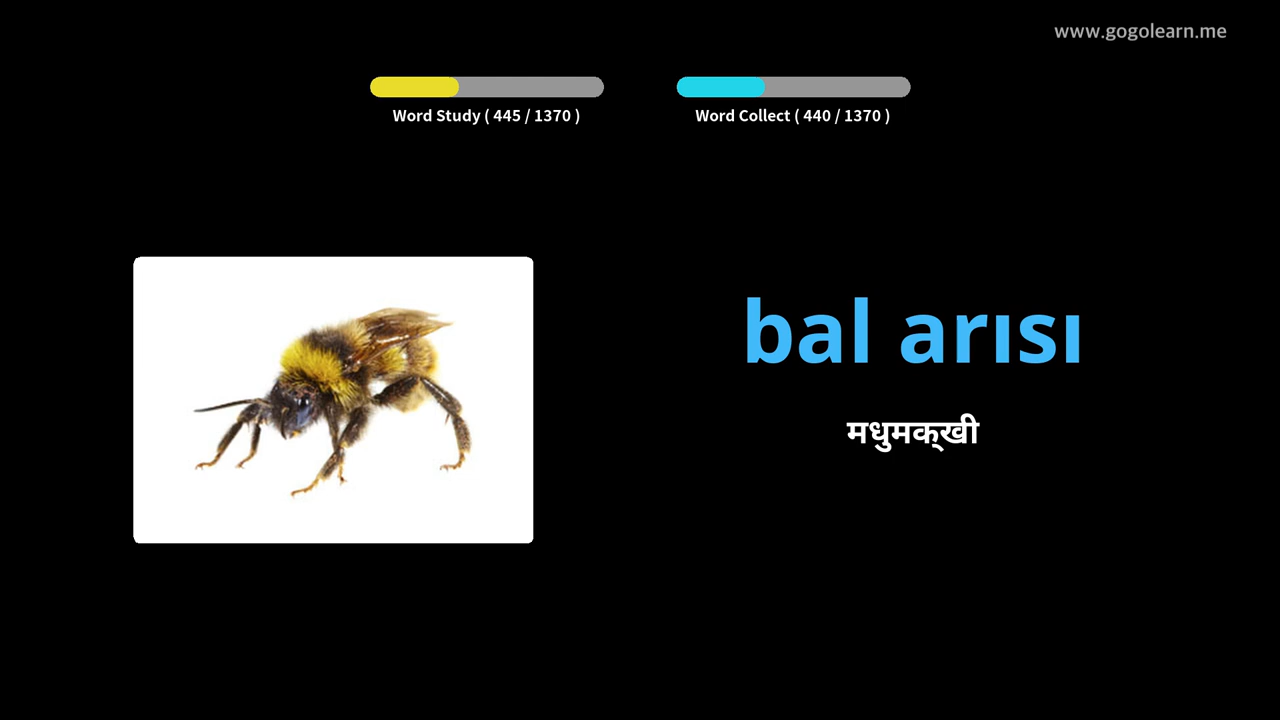 www.gogolearn.me
Word Study ( 445 / 1370 )
Word Collect ( 440 / 1370 )
bal arısı
मधुमक्खी